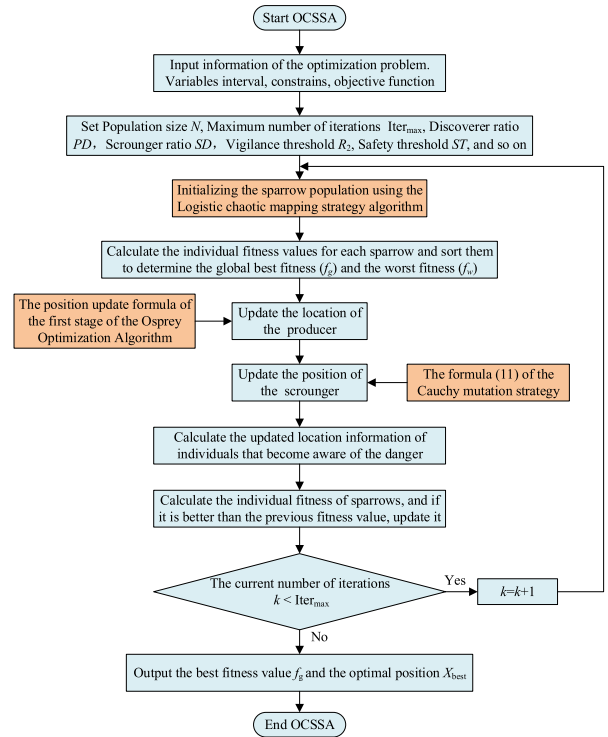 Start OCSSA
Input information of the optimization problem.
Variables interval, constrains, objective function
Set Population size N, Maximum number of iterations Itermax, Discoverer ratio
PD， Scrounger ratio SD， Vigilance threshold R2, Safety threshold ST, and so on
Initializing the sparrow population using the
Logistic chaotic mapping strategy algorithm
Calculate the individual fitness values for each sparrow and sort them
to determine the global best fitness (fg) and the worst fitness (fw)
The position update formula of
the first stage of the Osprey
Optimization Algorithm
Update the location of
the producer
Update the position of
the scrounger
The formula (11) of the
Cauchy mutation strategy
Calculate the updated location information of
individuals that become aware of the danger
Calculate the individual fitness of sparrows, and if
it is better than the previous fitness value, update it
The current number of iterations
k < Itermax
Yes
k=k+1
No
Output the best fitness value fg and the optimal position Xbest
End OCSSA